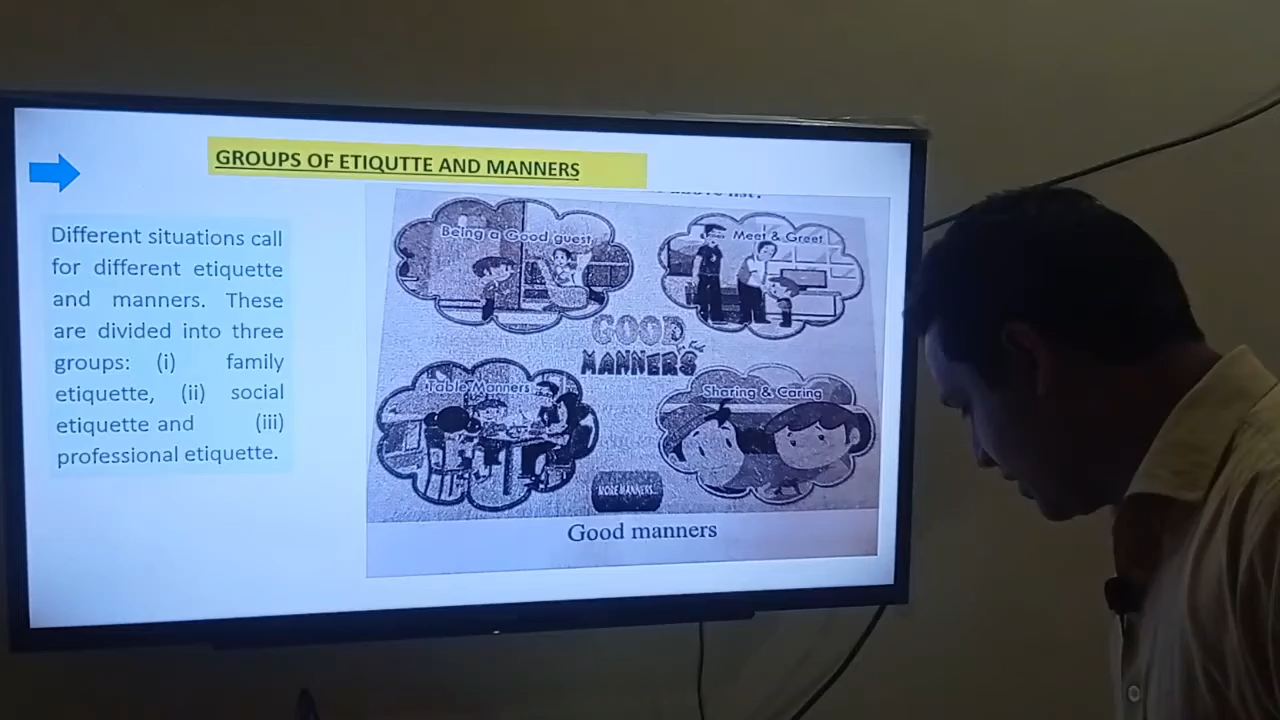 GROUPS OF ETIQUTTE AND MANNERS
Different situations call
for different etiquette
and manners. These
are divided into three
groups: (i) family
etiquette, (ii) social
etiquette and (iii)
professional etiquette.
Being a Good guest
Meet & Greet
GOOD
MANNERS
Table Manners
Sharing & Caring
MORE MANNERS...
Good manners